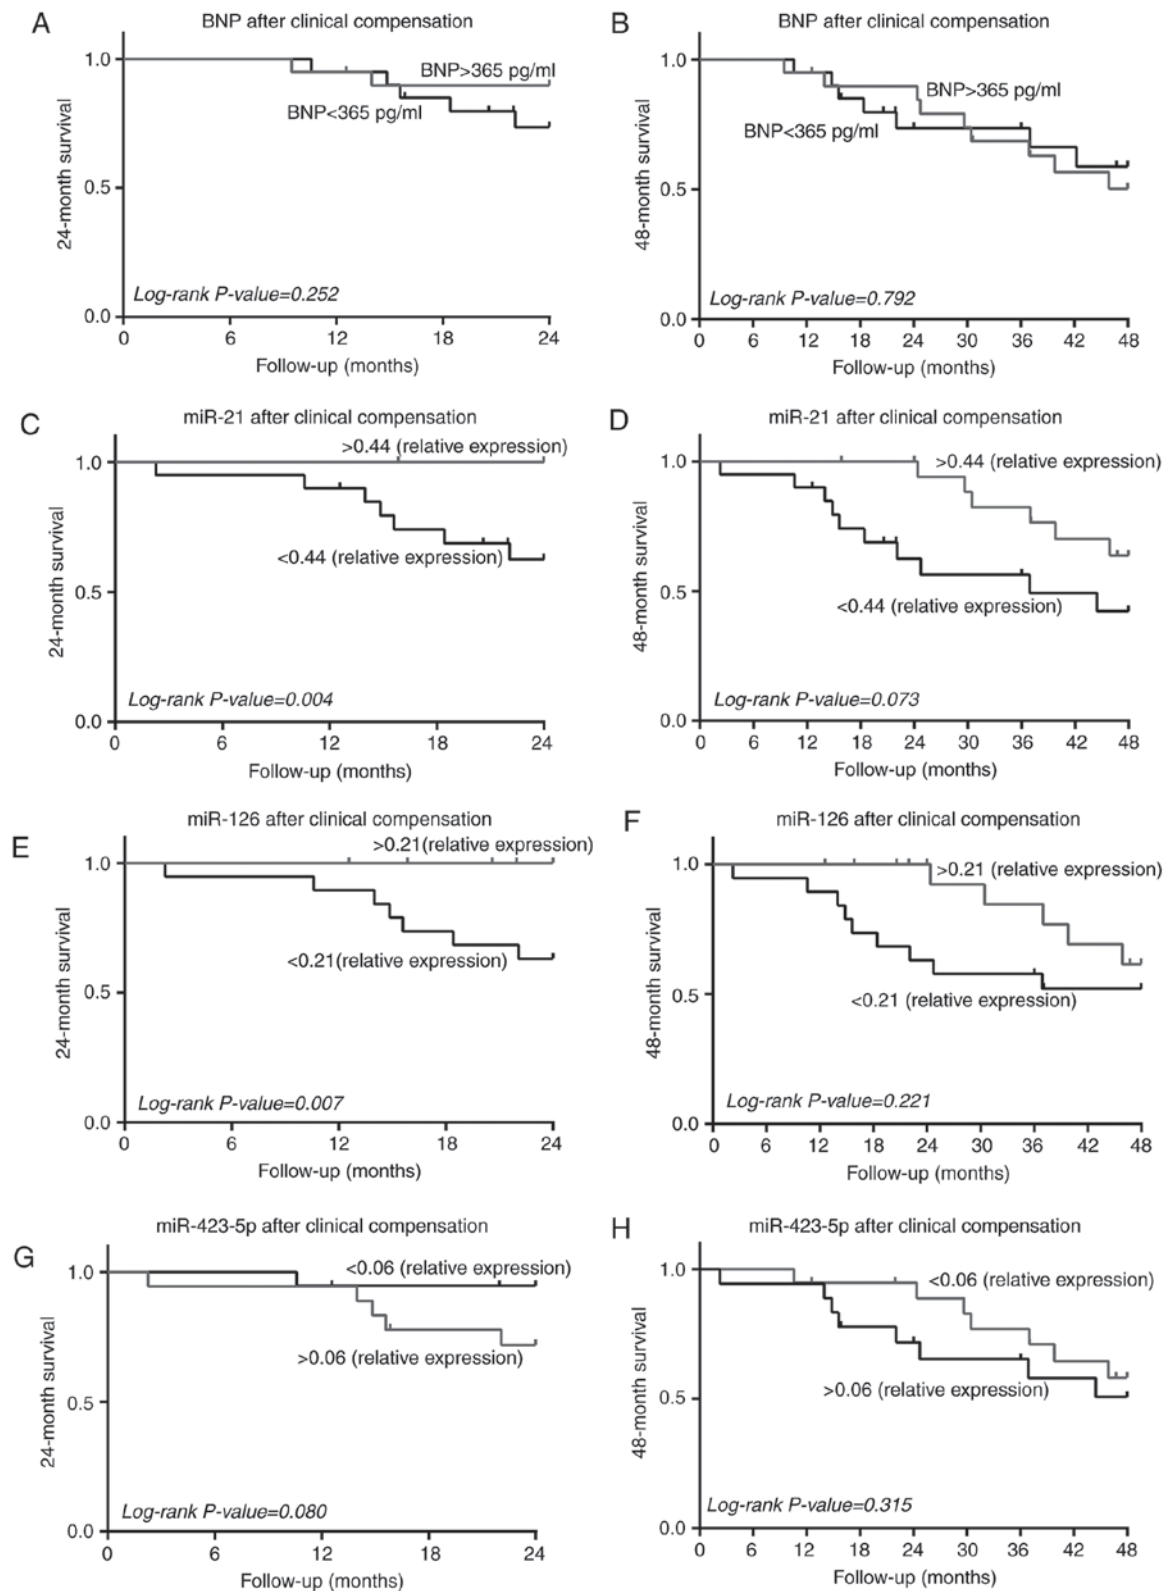 A
BNP after clinical compensation
1.0
BNP>365 pg/ml
BNP<365 pg/ml
24-month survival
0.5
Log-rank P-value=0.252
0.0
0 6 12 18 24
Follow-up (months)
B
BNP after clinical compensation
1.0
BNP>365 pg/ml
BNP<365 pg/ml
48-month survival
0.5
Log-rank P-value=0.792
0.0
0 6 12 18 24 30 36 42 48
Follow-up (months)
C
miR-21 after clinical compensation
>0.44 (relative expression)
1.0
<0.44 (relative expression)
24-month survival
0.5
Log-rank P-value=0.004
0.0
0 6 12 18 24
Follow-up (months)
D
miR-21 after clinical compensation
1.0
>0.44 (relative expression)
48-month survival
0.5
<0.44 (relative expression)
Log-rank P-value=0.073
0.0
0 6 12 18 24 30 36 42 48
Follow-up (months)
E
miR-126 after clinical compensation
>0.21(relative expression)
1.0
<0.21(relative expression)
24-month survival
0.5
Log-rank P-value=0.007
0.0
0 6 12 18 24
Follow-up (months)
F
miR-126 after clinical compensation
1.0
>0.21 (relative expression)
48-month survival
0.5
<0.21 (relative expression)
Log-rank P-value=0.221
0.0
0 6 12 18 24 30 36 42 48
Follow-up (months)
G
miR-423-5p after clinical compensation
1.0
<0.06 (relative expression)
>0.06 (relative expression)
24-month survival
0.5
Log-rank P-value=0.080
0.0
0 6 12 18 24
Follow-up (months)
H
miR-423-5p after clinical compensation
1.0
<0.06 (relative expression)
48-month survival
>0.06 (relative expression)
0.5
Log-rank P-value=0.315
0.0
0 6 12 18 24 30 36 42 48
Follow-up (months)